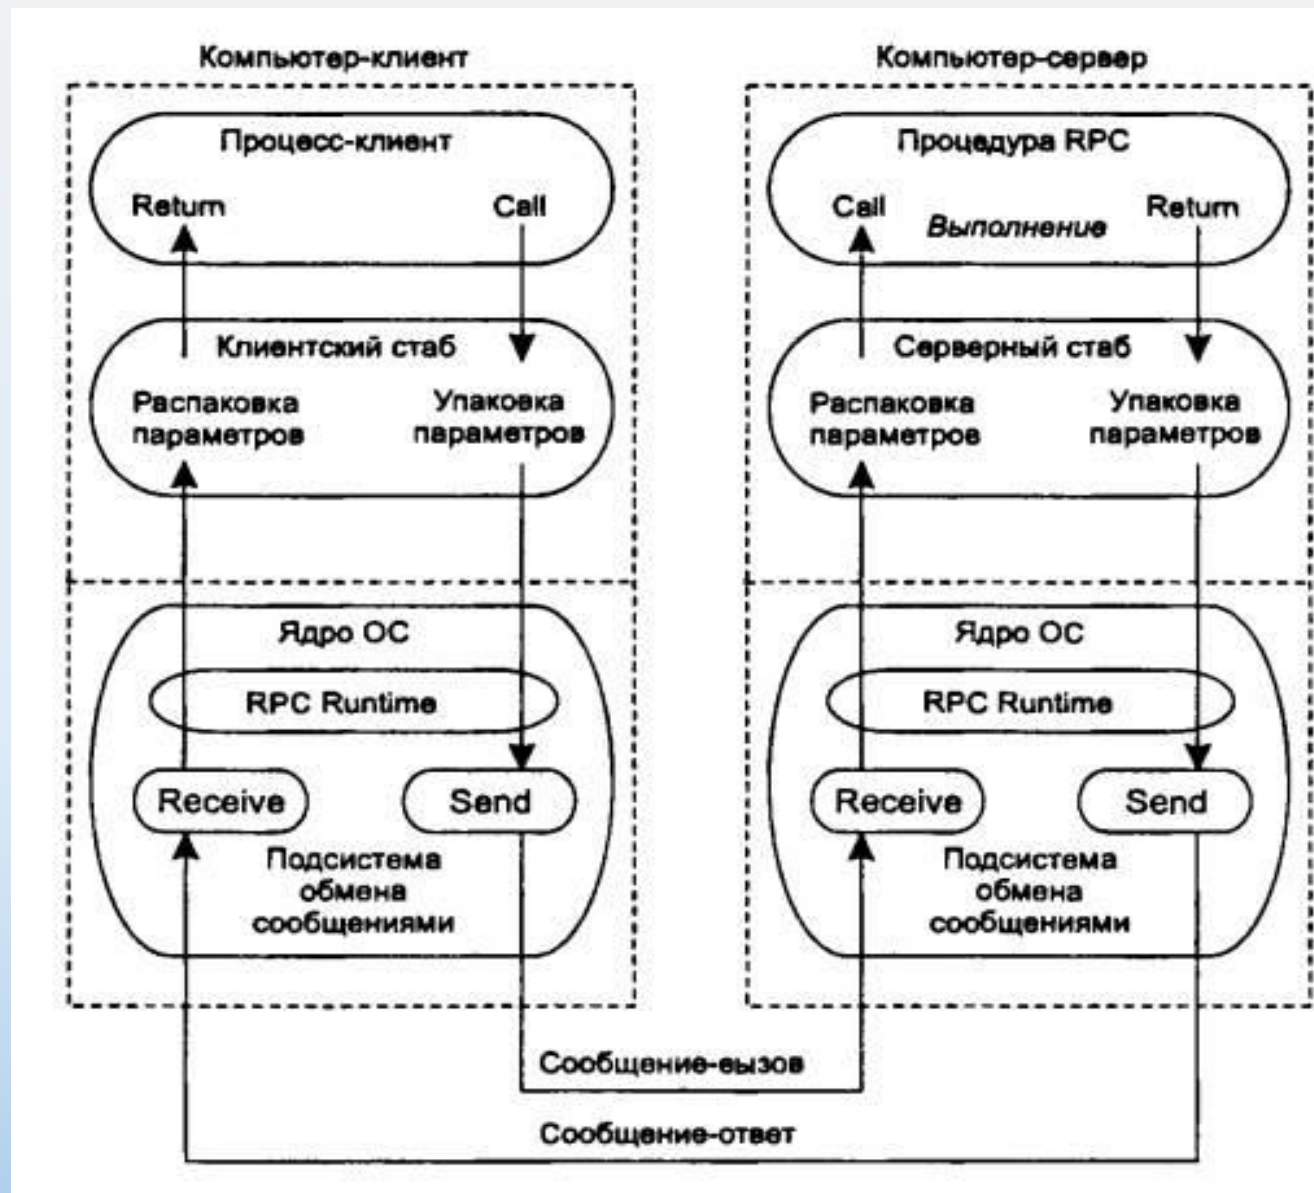 Компьютер-клиент
Процесс-клиент
Return
Call
Клиентский стаб
Распаковка
параметров
Упаковка
параметров
Ядро ОС
RPC Runtime
Receive
Send
Подсистема
обмена
сообщениями
Компьютер-сервер
Процедура RPC
Call
Выполнение
Return
Серверный стаб
Распаковка
параметров
Упаковка
параметров
Ядро ОС
RPC Runtime
Receive
Send
Подсистема
обмена
сообщениями
Сообщение-вызов
Сообщение-ответ